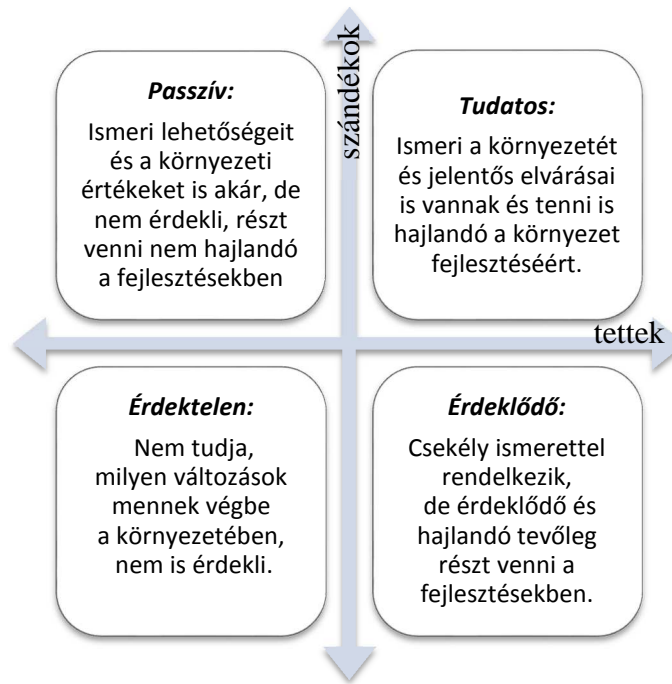 szándékok
Passzív:
Ismeri lehetőségeit
és a környezeti
értékeket is akár, de
nem érdekli, részt
venni nem hajlandó
a fejlesztésekben
Tudatos:
Ismeri a környezetét
és jelentős elvárásai
is vannak és tenni is
hajlandó a környezet
fejlesztéséért.
tettek
Érdektelen:
Nem tudja,
milyen változások
mennek végbe
a környezetében,
nem is érdekli.
Érdeklődő:
Csekély ismerettel
rendelkezik,
de érdeklődő és
hajlandó tevőleg
részt venni a
fejlesztésekben.